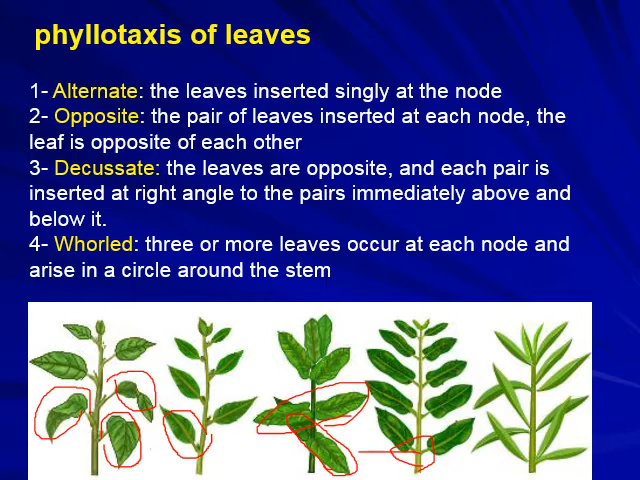 phyllotaxis of leaves
1- Alternate: the leaves inserted singly at the node
2- Opposite: the pair of leaves inserted at each node, the
leaf is opposite of each other
3- Decussate: the leaves are opposite, and each pair is
inserted at right angle to the pairs immediately above and
below it.
4- Whorled: three or more leaves occur at each node and
arise in a circle around the stem